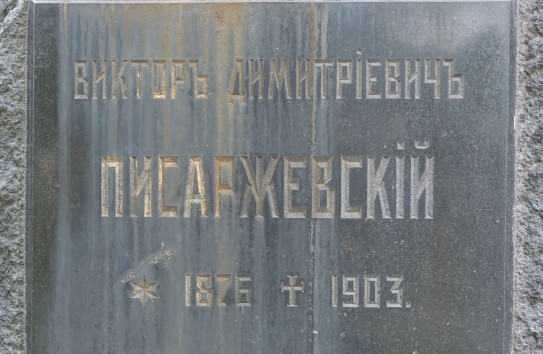 ВИКТОРЪ ДИМИТРІЕВИЧЪ
ПИСАРЖЕВСКІЙ
* 1876 † 1903.